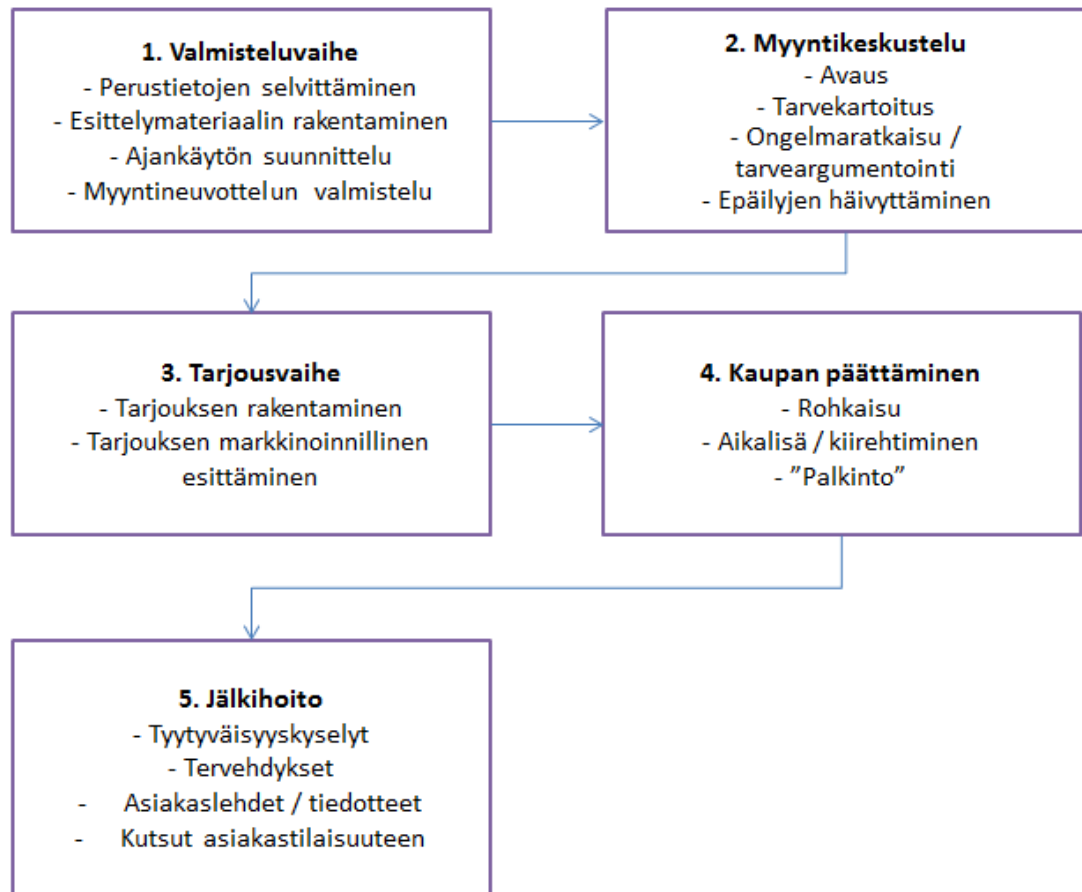 1. Valmisteluvaihe
- Perustietojen selvittäminen
- Esittelymateriaalin rakentaminen
- Ajankäytön suunnittelu
- Myyntineuvottelun valmistelu
2. Myyntikeskustelu
- Avaus
- Tarvekartoitus
- Ongelmaratkaisu /
tarveargumentointi
- Epäilyjen häivyttäminen
3. Tarjousvaihe
- Tarjouksen rakentaminen
- Tarjouksen markkinoinnillinen
esittäminen
4. Kaupan päättäminen
- Rohkaisu
- Aikalisä / kiirehtiminen
- ”Palkinto”
5. Jälkihoito
- Tyytyväisyyskyselyt
- Tervehdykset
- Asiakaslehdet / tiedotteet
- Kutsut asiakastilaisuuteen